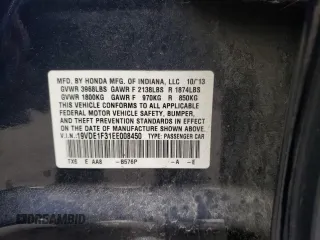 MFD. BY HONDA MFG. OF INDIANA, LLC 10/'13
GVWR 3968LBS GAWR F 2138LBS R 1874LBS
GVWR 1800KG GAWR F 970KG R 850KG
THIS VEHICLE CONFORMS TO ALL APPLICABLE
FEDERAL MOTOR VEHICLE SAFETY, BUMPER,
AND THEFT PREVENTION STANDARDS IN EFFECT
ON THE DATE OF MANUFACTURE SHOWN ABOVE.
V.I.N.:19VDE1F31EE008450 TYPE: PASSENGER CAR
TXE E AA8 -B576P -A -E